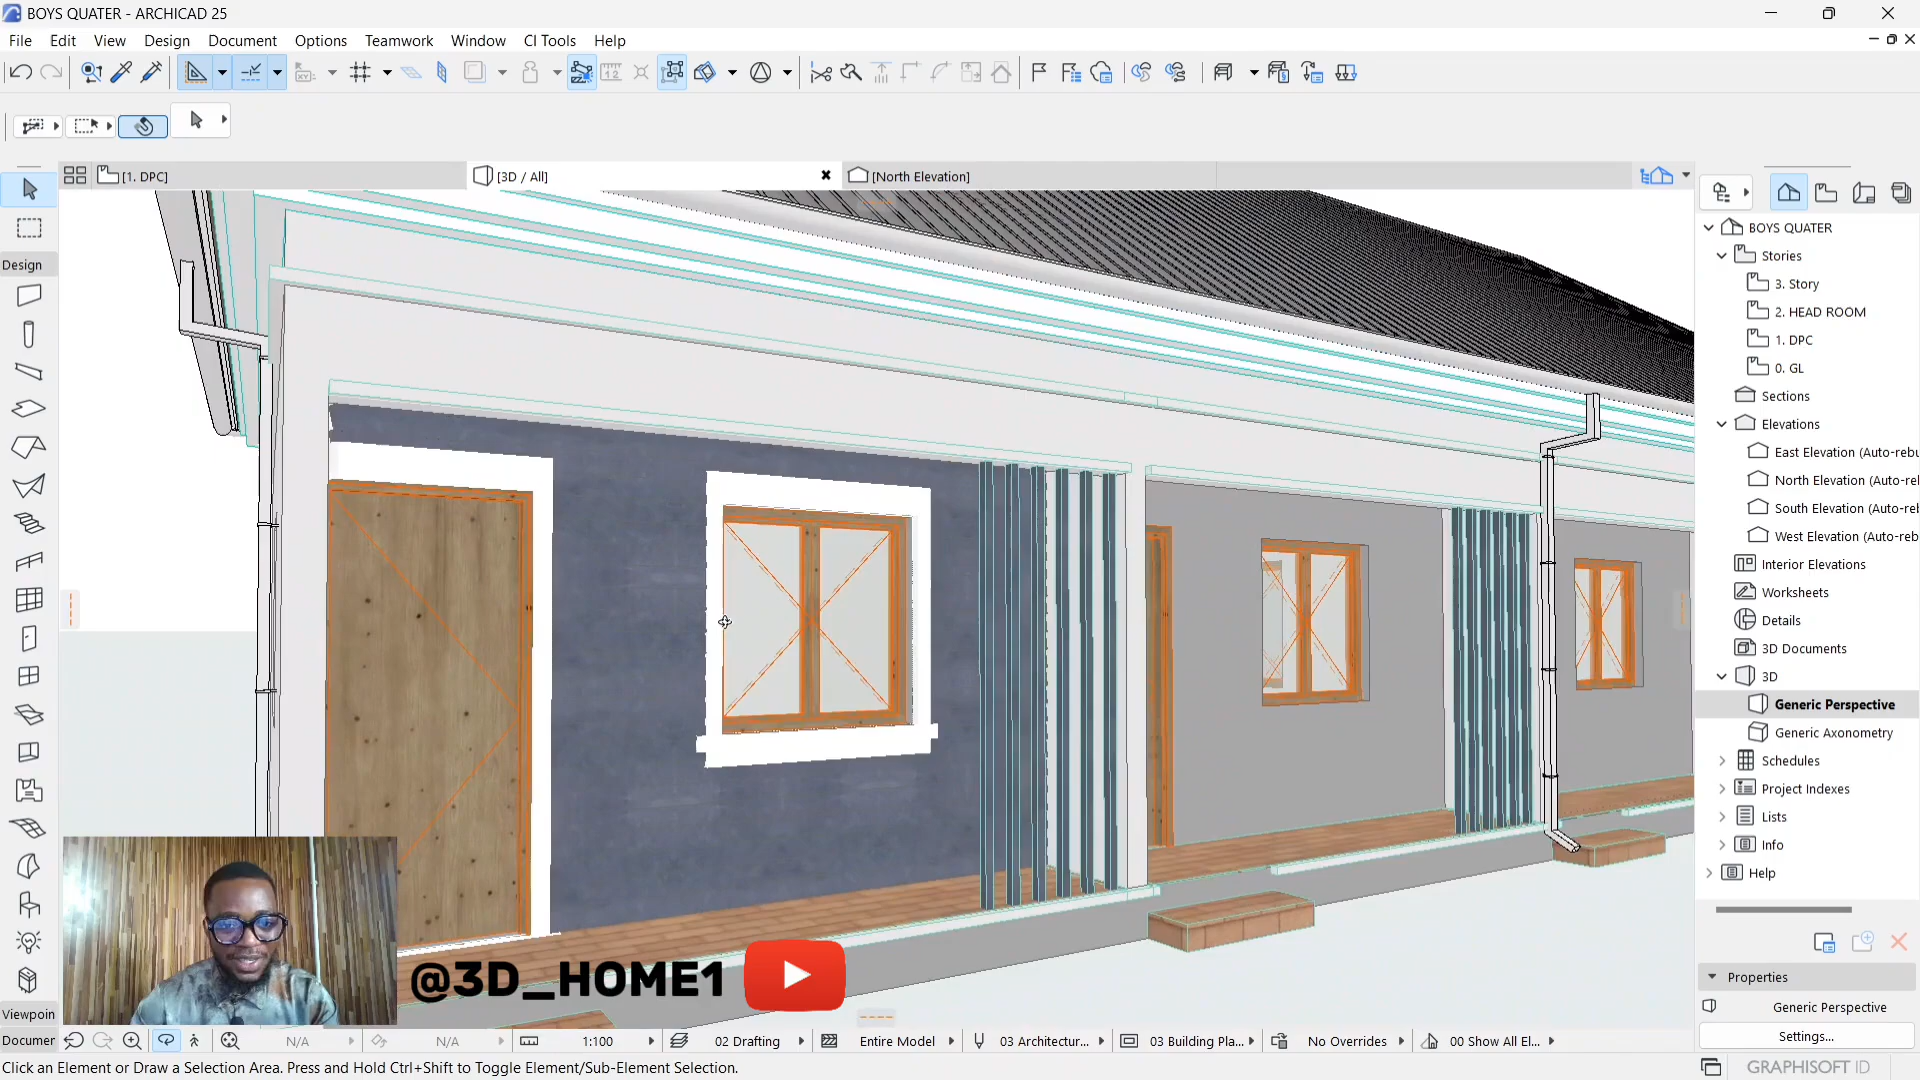 BOYS QUATER - ARCHICAD 25
File Edit View Design Document Options Teamwork Window CI Tools Help
[1. DPC]
[3D / All]
[North Elevation]
Design
BOYS QUATER
Stories
3. Story
2. HEAD ROOM
1. DPC
0. GL
Sections
Elevations
East Elevation (Auto-rebu
North Elevation (Auto-rel
South Elevation (Auto-rel
West Elevation (Auto-reb
Interior Elevations
Worksheets
Details
3D Documents
3D
Generic Perspective
Generic Axonometry
Schedules
Project Indexes
Lists
Info
Help
Properties
Generic Perspective
Settings...
@3D_HOME1
Viewpoin
Documer
N/A
N/A
1:100
02 Drafting
Entire Model
03 Architectur...
03 Building Pla...
No Overrides
00 Show All El...
Click an Element or Draw a Selection Area. Press and Hold Ctrl+Shift to Toggle Element/Sub-Element Selection.
GRAPHISOFT ID